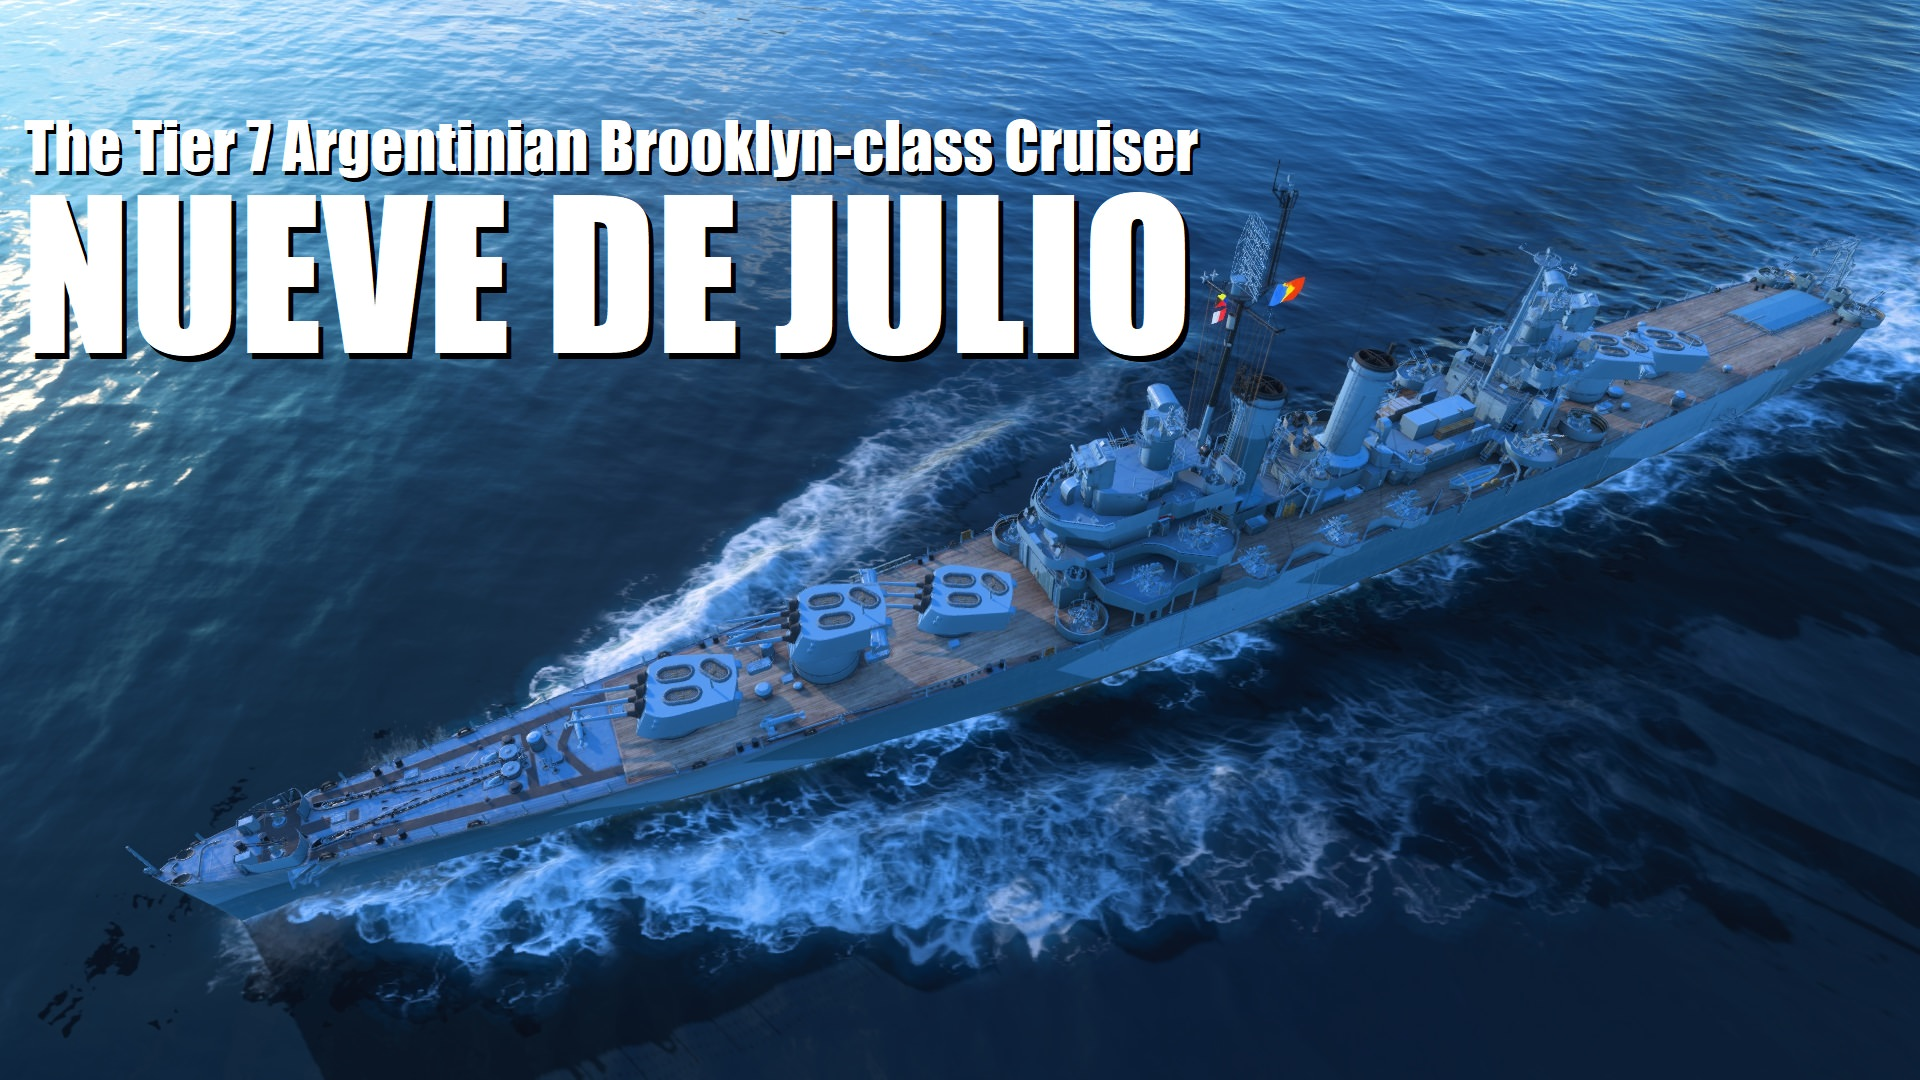 The Tier 7 Argentinian Brooklyn-class Cruiser
NUEVE DE JULIO